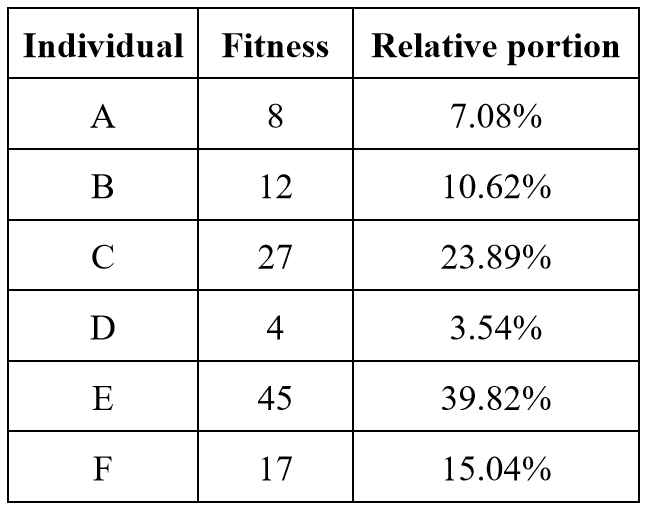 Individual Fitness Relative portion
A 8 7.08%
B 12 10.62%
C 27 23.89%
D 4 3.54%
E 45 39.82%
F 17 15.04%